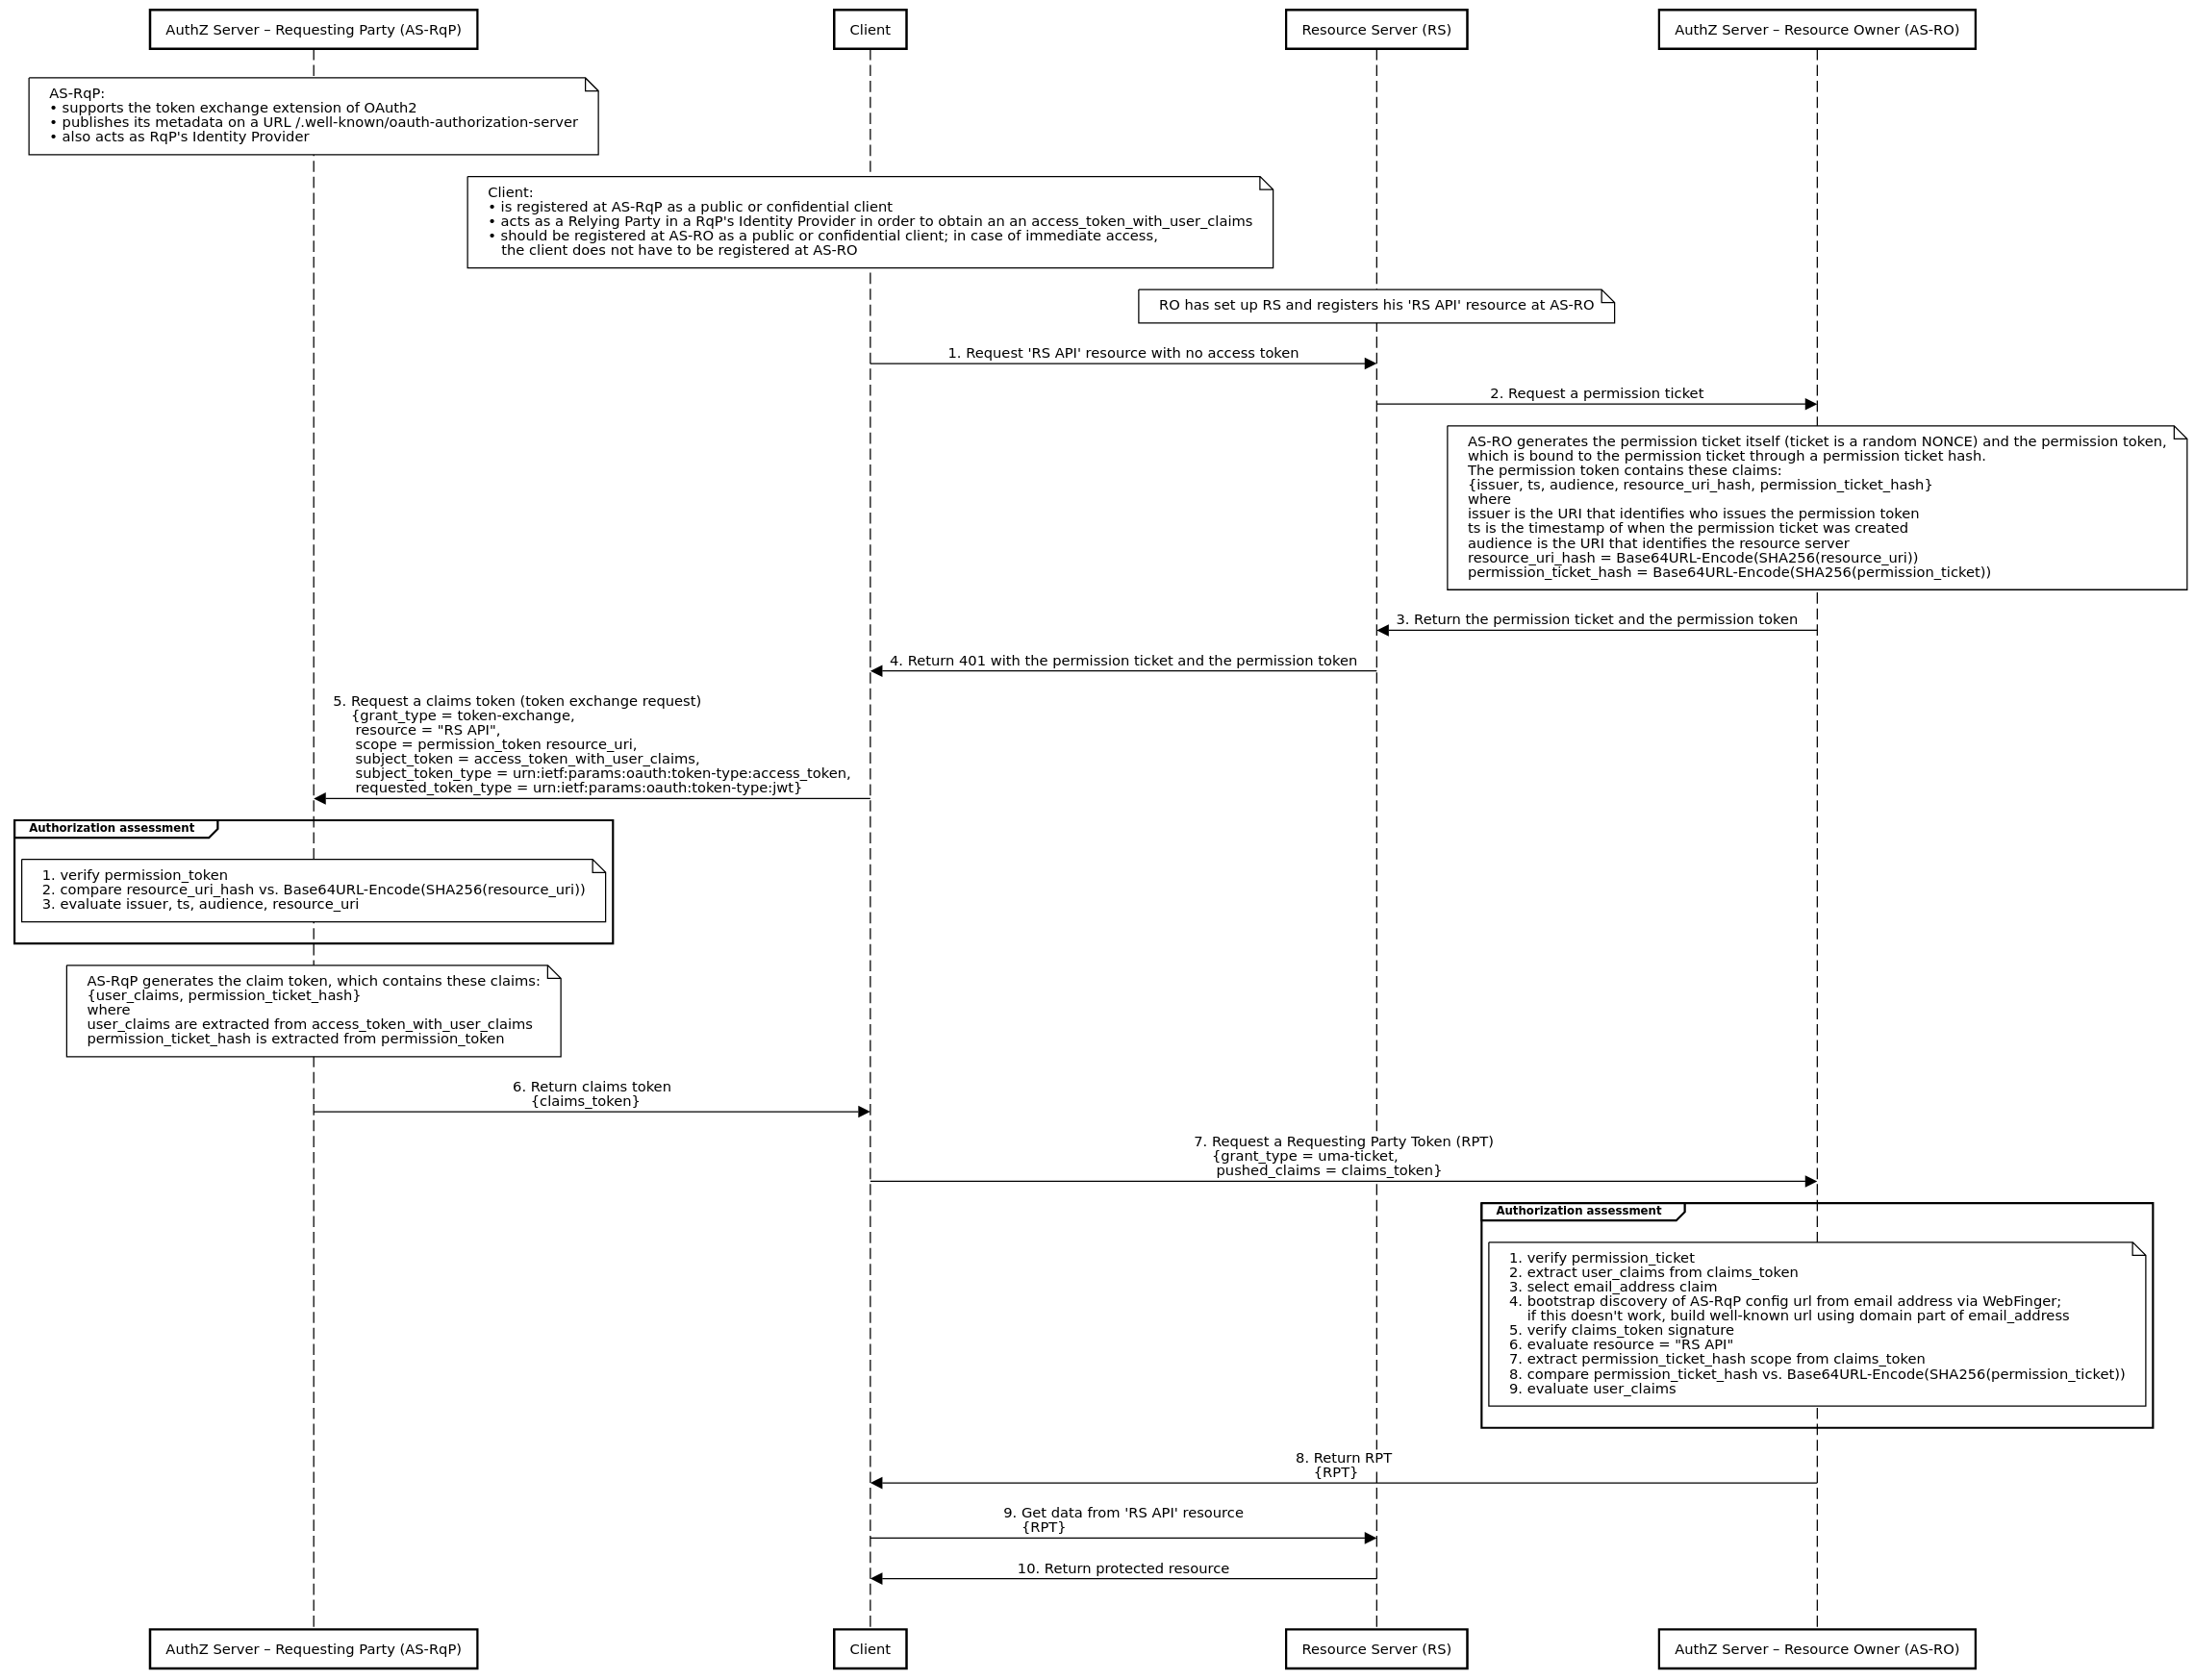 AuthZ Server – Requesting Party (AS-RqP)
Client
Resource Server (RS)
AuthZ Server – Resource Owner (AS-RO)
AS-RqP:
• supports the token exchange extension of OAuth2
• publishes its metadata on a URL /.well-known/oauth-authorization-server
• also acts as RqP's Identity Provider
Client:
• is registered at AS-RqP as a public or confidential client
• acts as a Relying Party in a RqP's Identity Provider in order to obtain an an access_token_with_user_claims
• should be registered at AS-RO as a public or confidential client; in case of immediate access,
the client does not have to be registered at AS-RO
RO has set up RS and registers his 'RS API' resource at AS-RO
1. Request 'RS API' resource with no access token
2. Request a permission ticket
AS-RO generates the permission ticket itself (ticket is a random NONCE) and the permission token,
which is bound to the permission ticket through a permission ticket hash.
The permission token contains these claims:
{issuer, ts, audience, resource_uri_hash, permission_ticket_hash}
where
issuer is the URI that identifies who issues the permission token
ts is the timestamp of when the permission ticket was created
audience is the URI that identifies the resource server
resource_uri_hash = Base64URL-Encode(SHA256(resource_uri))
permission_ticket_hash = Base64URL-Encode(SHA256(permission_ticket))
3. Return the permission ticket and the permission token
4. Return 401 with the permission ticket and the permission token
5. Request a claims token (token exchange request)
{grant_type = token-exchange,
resource = "RS API",
scope = permission_token resource_uri,
subject_token = access_token_with_user_claims,
subject_token_type = urn:ietf:params:oauth:token-type:access_token,
requested_token_type = urn:ietf:params:oauth:token-type:jwt}
Authorization assessment
1. verify permission_token
2. compare resource_uri_hash vs. Base64URL-Encode(SHA256(resource_uri))
3. evaluate issuer, ts, audience, resource_uri
AS-RqP generates the claim token, which contains these claims:
{user_claims, permission_ticket_hash}
where
user_claims are extracted from access_token_with_user_claims
permission_ticket_hash is extracted from permission_token
6. Return claims token
{claims_token}
7. Request a Requesting Party Token (RPT)
{grant_type = uma-ticket,
pushed_claims = claims_token}
Authorization assessment
1. verify permission_ticket
2. extract user_claims from claims_token
3. select email_address claim
4. bootstrap discovery of AS-RqP config url from email address via WebFinger;
if this doesn't work, build well-known url using domain part of email_address
5. verify claims_token signature
6. evaluate resource = "RS API"
7. extract permission_ticket_hash scope from claims_token
8. compare permission_ticket_hash vs. Base64URL-Encode(SHA256(permission_ticket))
9. evaluate user_claims
8. Return RPT
{RPT}
9. Get data from 'RS API' resource
{RPT}
10. Return protected resource
AuthZ Server – Requesting Party (AS-RqP)
Client
Resource Server (RS)
AuthZ Server – Resource Owner (AS-RO)